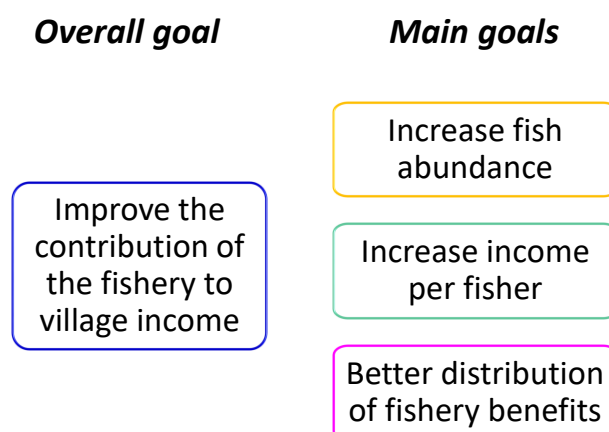 Overall goal
Main goals
Increase fish
abundance
Improve the
contribution of
the fishery to
village income
Increase income
per fisher
Better distribution
of fishery benefits